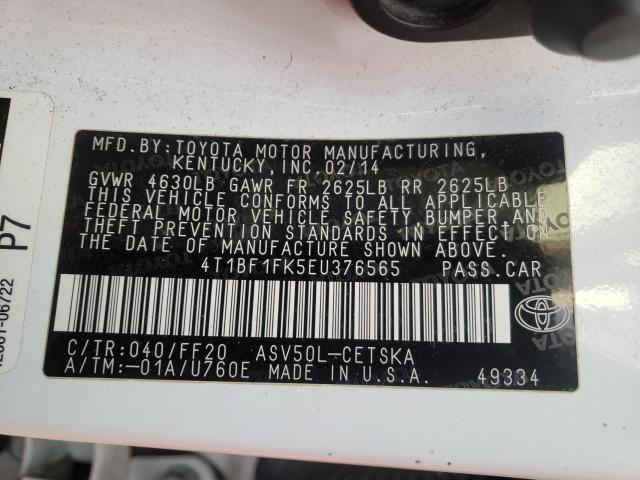 MFD.BY:TOYOTA MOTOR MANUFACTURING,
KENTUCKY, INC. 02/14
GVWR 4630LB GAWR FR 2625LB RR 2625LB
THIS VEHICLE CONFORMS TO ALL APPLICABLE
FEDERAL MOTOR VEHICLE SAFETY, BUMPER, AND
THEFT PREVENTION STANDARDS IN EFFECT ON
THE DATE OF MANUFACTURE SHOWN ABOVE.
4T1BF1FK5EU376565 PASS.CAR
C/TR:040/FF20 ASV50L-CETSKA
A/TM:-01A/U760E MADE IN U.S.A. 49334
P7